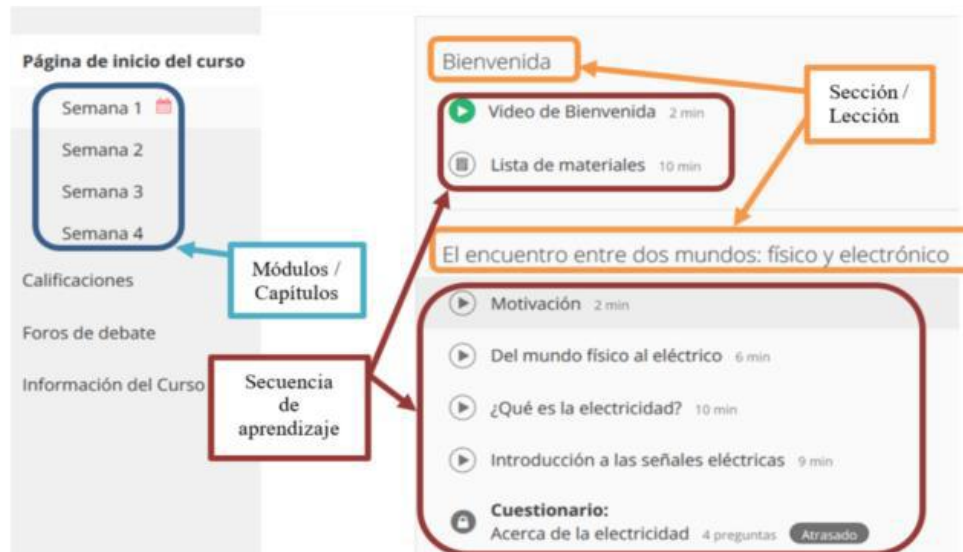 Página de inicio del curso
Semana 1
Semana 2
Semana 3
Semana 4
Calificaciones
Foros de debate
Información del Curso
Módulos /
Capítulos
Secuencia
de
aprendizaje
Bienvenida
Video de Bienvenida 2 min
Lista de materiales 10 min
Sección /
Lección
El encuentro entre dos mundos: físico y electrónico
Motivación 2 min
Del mundo físico al eléctrico 6 min
¿Qué es la electricidad? 10 min
Introducción a las señales eléctricas 9 min
Cuestionario:
Acerca de la electricidad 4 preguntas Atrasado